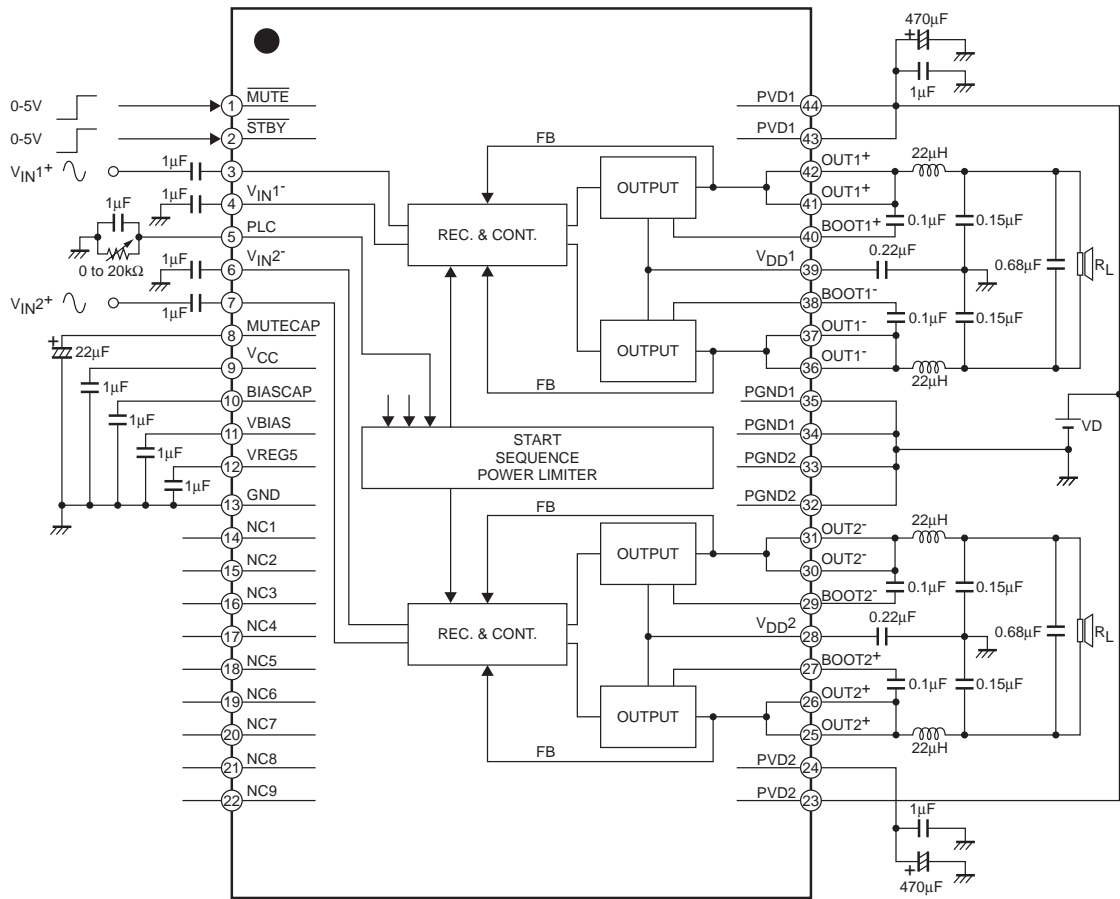 470µF
+
1µF
0-5V
1 MUTE
PVD1 44
0-5V
2 STBY
PVD1 43
VIN1+
1µF
3
FB
OUTPUT
42 OUT1+
22µH
1µF
4 VIN1-
41 OUT1+
0.1µF
0.15µF
1µF
0 to 20kΩ
5 PLC
REC. & CONT.
40 BOOT1+
1µF
6 VIN2-
VDD1 39
0.22µF
0.68µF
RL
VIN2+
1µF
7
38 BOOT1-
8 MUTECAP
+
22µF
OUTPUT
37 OUT1-
0.1µF
0.15µF
9 VCC
1µF
FB
36 OUT1-
22µH
10 BIASCAP
1µF
PGND1 35
11 VBIAS
1µF
START
SEQUENCE
POWER LIMITER
PGND1 34
VD
12 VREG5
1µF
PGND2 33
13 GND
PGND2 32
14 NC1
FB
OUTPUT
31 OUT2-
22µH
15 NC2
30 OUT2-
0.1µF
0.15µF
16 NC3
29 BOOT2-
17 NC4
REC. & CONT.
VDD2 28
0.22µF
0.68µF
RL
18 NC5
27 BOOT2+
19 NC6
OUTPUT
26 OUT2+
0.1µF
0.15µF
20 NC7
FB
25 OUT2+
22µH
21 NC8
PVD2 24
22 NC9
PVD2 23
1µF
+
470µF